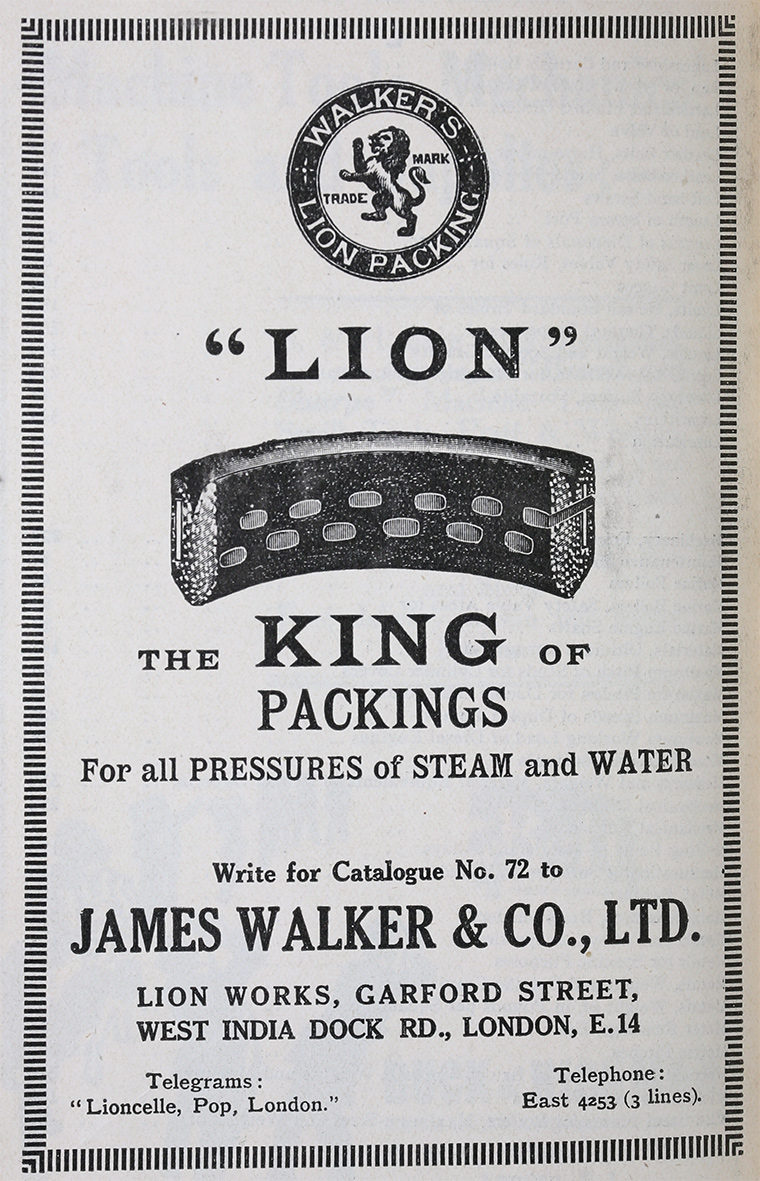 WALKER'S
LION PACKING
TRADE MARK
“LION”
THE KING OF
PACKINGS
For all PRESSURES of STEAM and WATER
Write for Catalogue No. 72 to
JAMES WALKER & CO., LTD.
LION WORKS, GARFORD STREET,
WEST INDIA DOCK RD., LONDON, E.14
Telegrams:
“Lioncelle, Pop, London.”
Telephone:
East 4253 (3 lines).